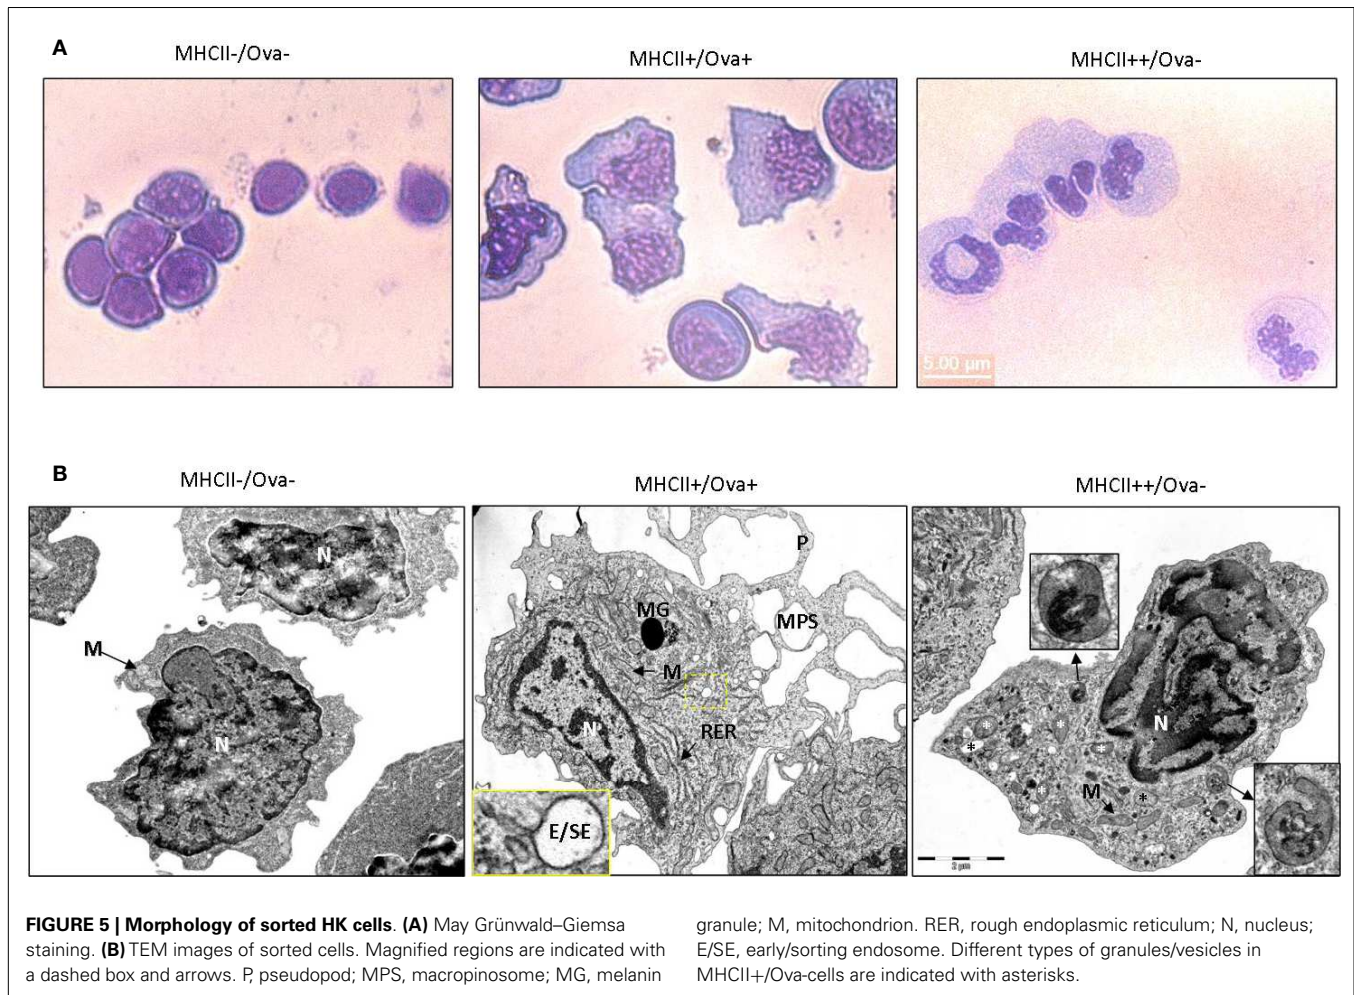 A
MHCII-/Ova-
MHCII+/Ova+
MHCII++/Ova-
5.00 µm
B
MHCII-/Ova-
MHCII+/Ova+
MHCII++/Ova-
N
M
N
P
MG
MPS
M
N
RER
E/SE
N
* * * * * * *
M
2 µm
FIGURE 5 | Morphology of sorted HK cells. (A) May Grünwald–Giemsa
staining. (B) TEM images of sorted cells. Magnified regions are indicated with
a dashed box and arrows. P, pseudopod; MPS, macropinosome; MG, melanin
granule; M, mitochondrion. RER, rough endoplasmic reticulum; N, nucleus;
E/SE, early/sorting endosome. Different types of granules/vesicles in
MHCII+/Ova-cells are indicated with asterisks.